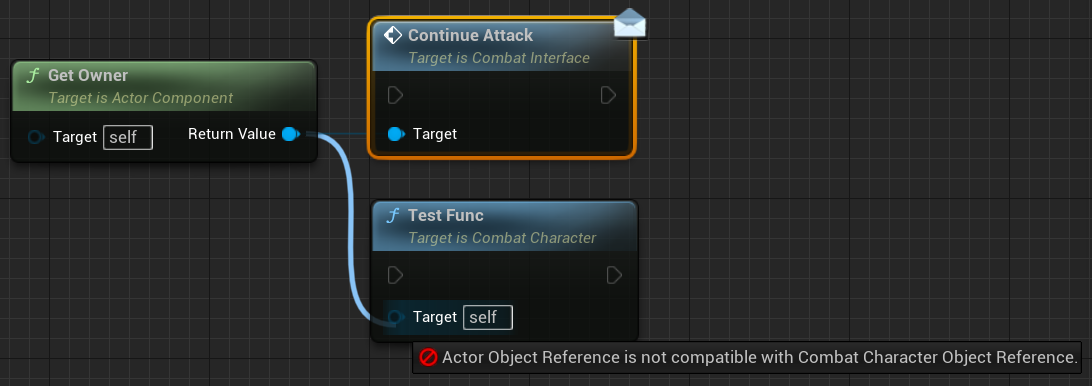 Continue Attack
Target is Combat Interface
Get Owner
Target is Actor Component
Target self Return Value
Target
Test Func
Target is Combat Character
Target self
Actor Object Reference is not compatible with Combat Character Object Reference.